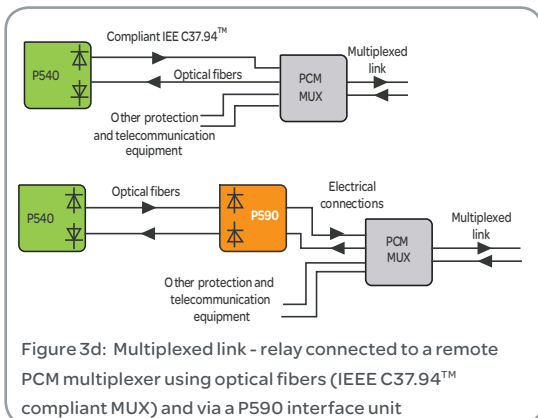 Compliant IEE C37.94™
P540
Optical fibers
PCM
MUX
Multiplexed
link
Other protection
and telecommunication
equipment
P540
Optical fibers
P590
Electrical
connections
PCM
MUX
Multiplexed
link
Other protection and
telecommunication
equipment
Figure 3d: Multiplexed link - relay connected to a remote
PCM multiplexer using optical fibers (IEEE C37.94™
compliant MUX) and via a P590 interface unit